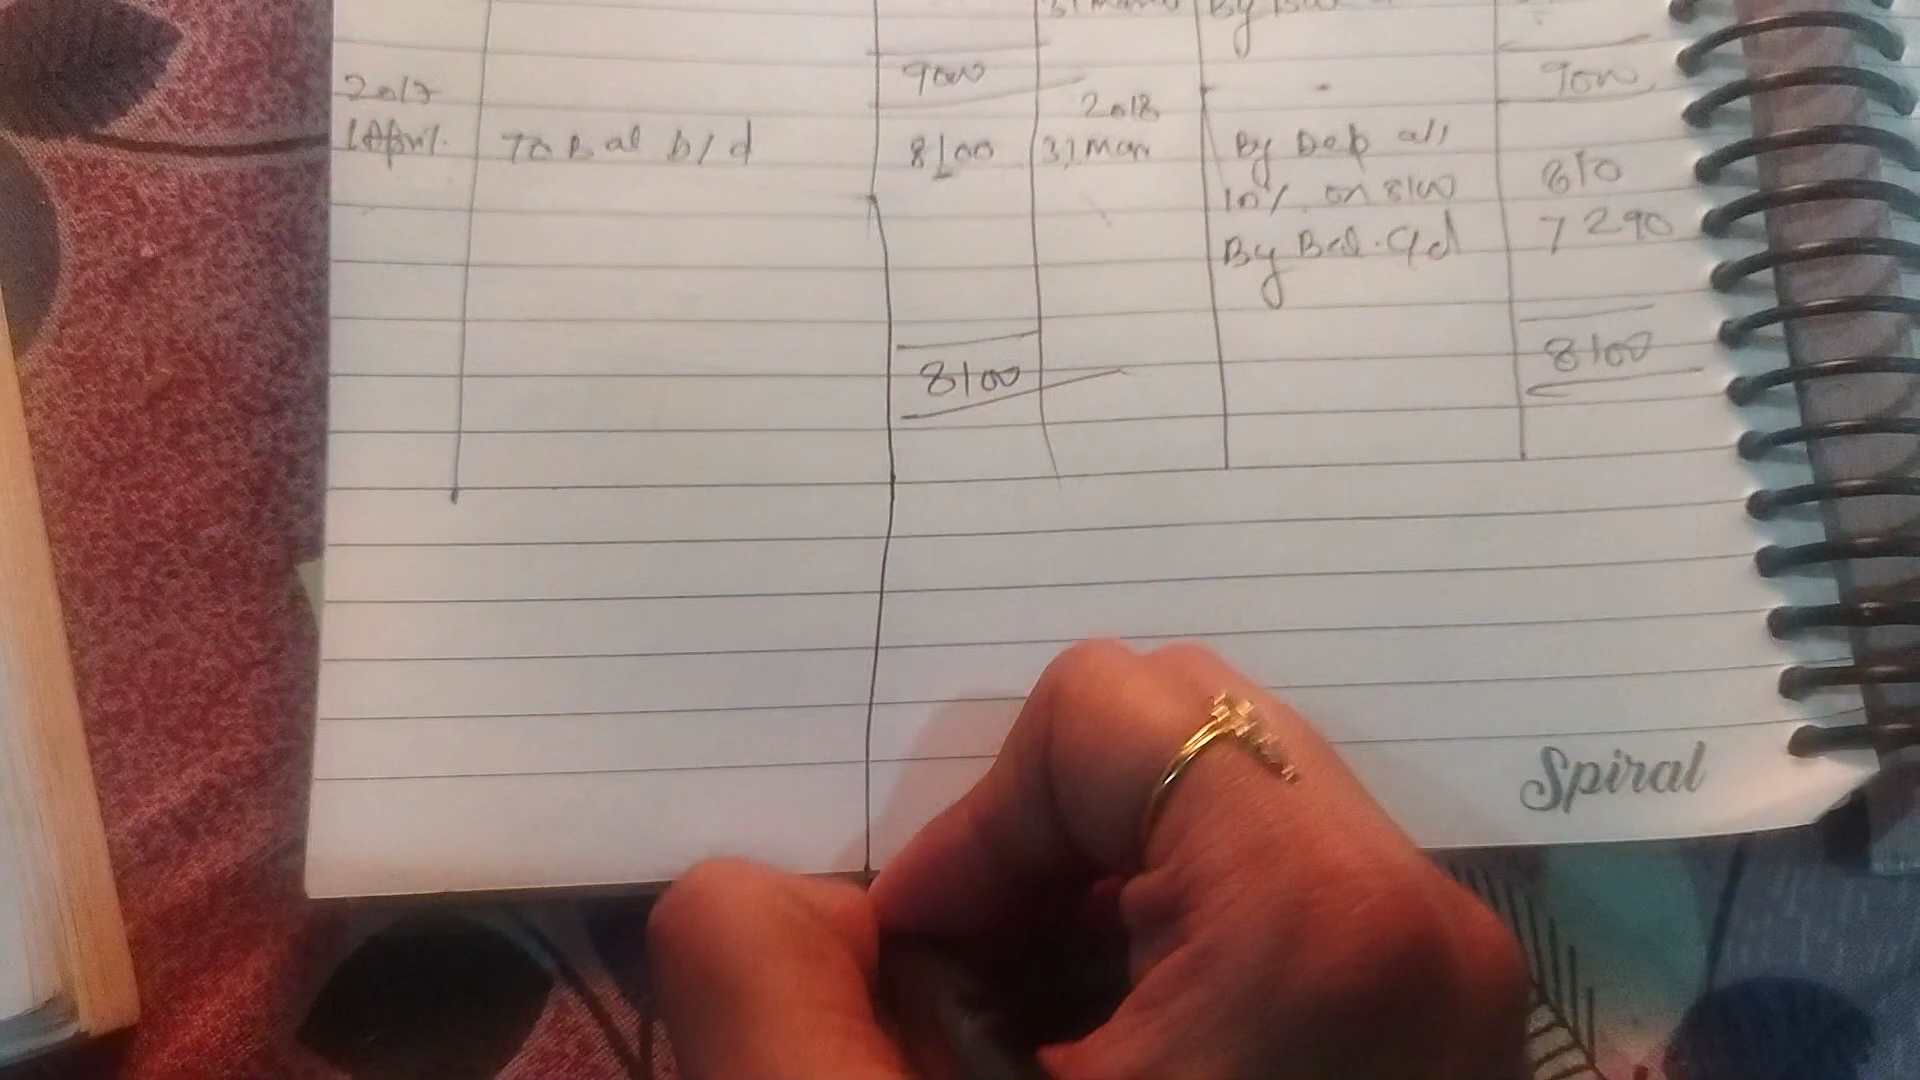 9000 9000
2017 2018
1 April. To Bal b/d 8100 31 Mar By Dep a/c
10% on 8100 810
By Bal. c/d 7290
8100 8100
Spiral